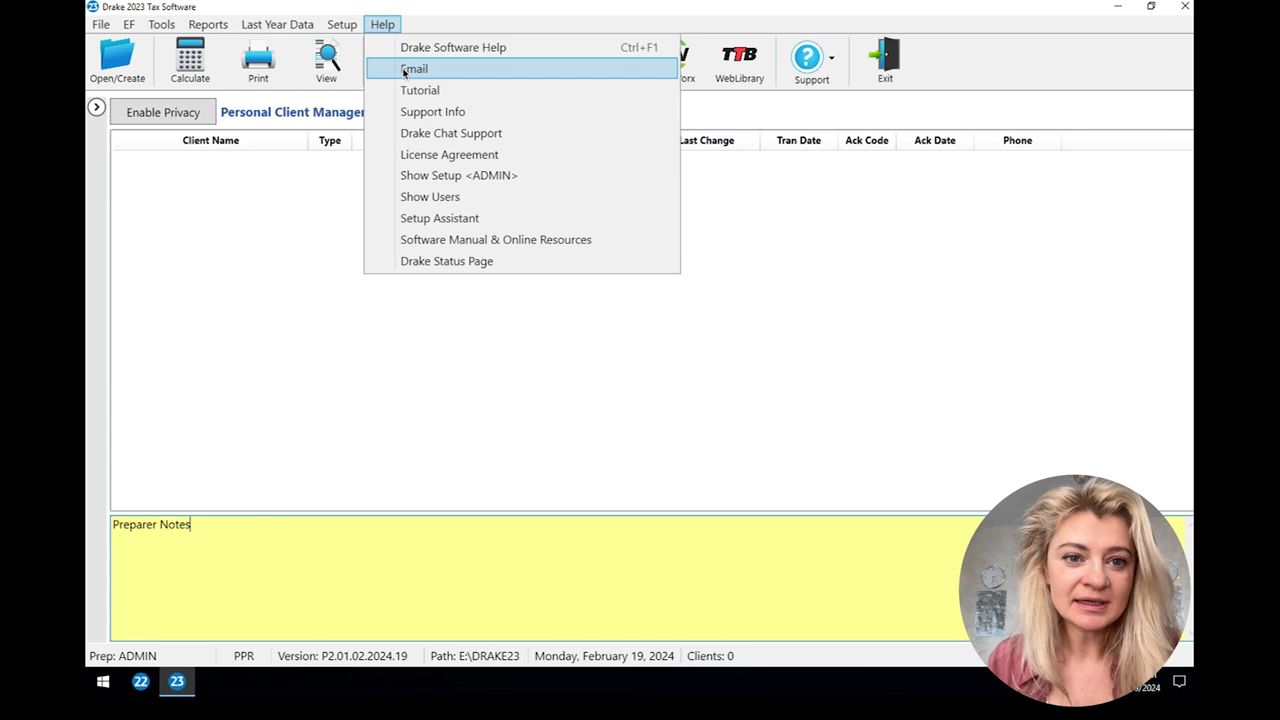 23 Drake 2023 Tax Software
File EF Tools Reports Last Year Data Setup Help
Open/Create Calculate Print View
TTB WebLibrary Support Exit
Drake Software Help Ctrl+F1
Email
Tutorial
Support Info
Drake Chat Support
License Agreement
Show Setup <ADMIN>
Show Users
Setup Assistant
Software Manual & Online Resources
Drake Status Page
Enable Privacy Personal Client Manager
Client Name Type Last Change Tran Date Ack Code Ack Date Phone
Preparer Notes
Prep: ADMIN PPR Version: P2.01.02.2024.19 Path: E:\DRAKE23 Monday, February 19, 2024 Clients: 0
22 23